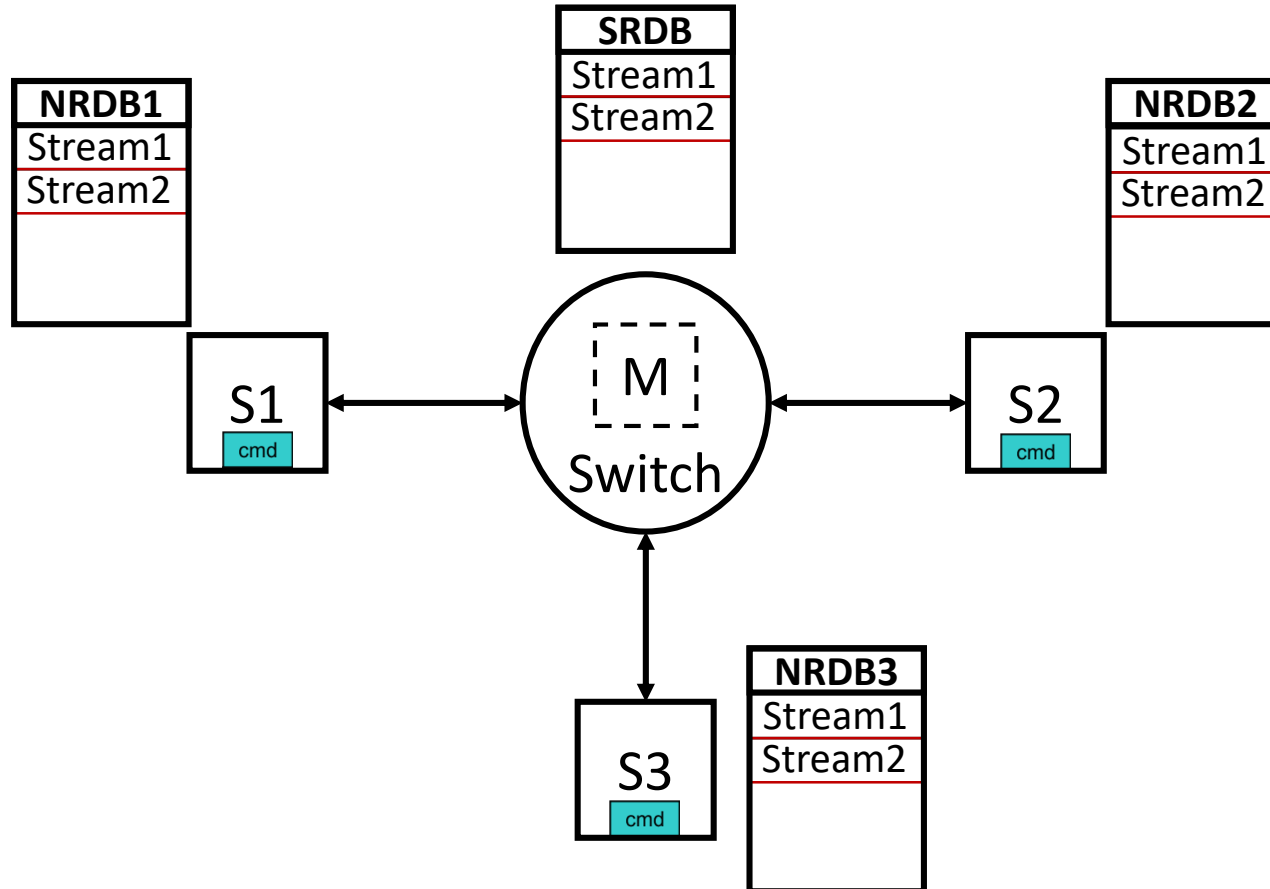 SRDB
Stream1
Stream2
NRDB1
Stream1
Stream2
NRDB2
Stream1
Stream2
M
Switch
S1
cmd
S2
cmd
S3
cmd
NRDB3
Stream1
Stream2